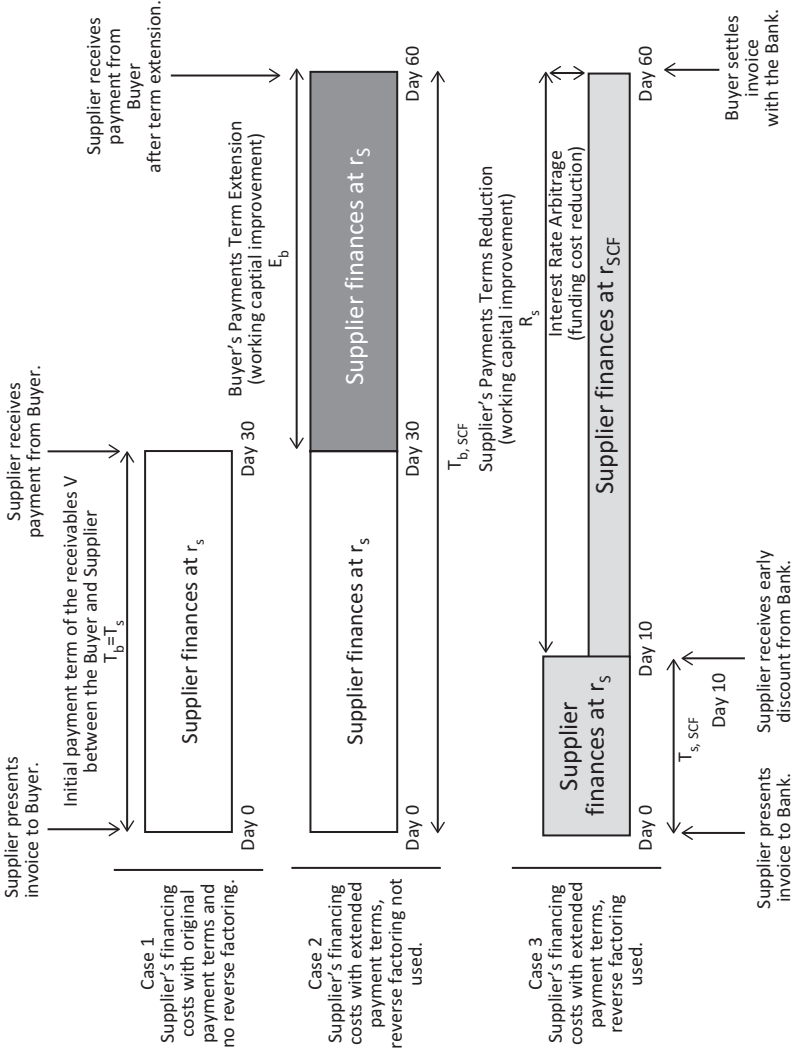 Supplier presents
invoice to Buyer.
Supplier receives
payment from Buyer.
Supplier receives
payment from
Buyer
after term extension.
Case 1
Supplier's financing
costs with original
payment terms and
no reverse factoring.
Initial payment term of the receivables V
between the Buyer and Supplier
T_b=T_s
Supplier finances at r_s
Day 0
Day 30
Case 2
Supplier's financing
costs with extended
payment terms,
reverse factoring not
used.
Buyer's Payments Term Extension
(working captial improvement)
E_b
Supplier finances at r_s
Supplier finances at r_S
Day 0
Day 30
Day 60
T_b, SCF
Case 3
Supplier's financing
costs with extended
payment terms,
reverse factoring
used.
Supplier's Payments Terms Reduction
(working capital improvement)
R_s
Interest Rate Arbitrage
(funding cost reduction)
Supplier
finances at r_s
Supplier finances at r_SCF
Day 0
Day 10
Day 60
T_s, SCF
Day 10
Supplier presents
invoice to Bank.
Supplier receives early
discount from Bank.
Buyer settles
invoice
with the Bank.